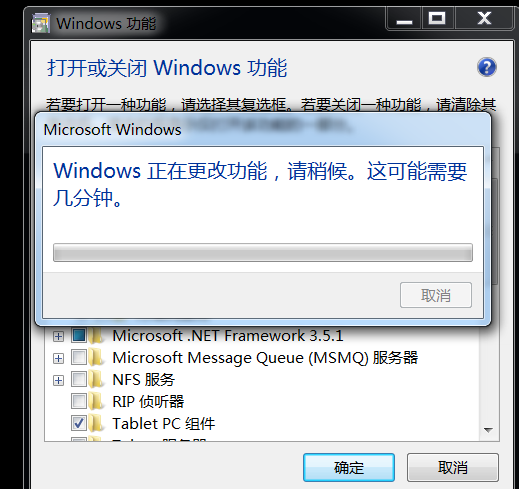 Windows 功能
打开或关闭 Windows 功能
若要打开一种功能，请选择其复选框。若要关闭一种功能，请清除其
Microsoft Windows
Windows 正在更改功能，请稍候。这可能需要
几分钟。
取消
Microsoft .NET Framework 3.5.1
Microsoft Message Queue (MSMQ) 服务器
NFS 服务
RIP 侦听器
Tablet PC 组件
确定
取消